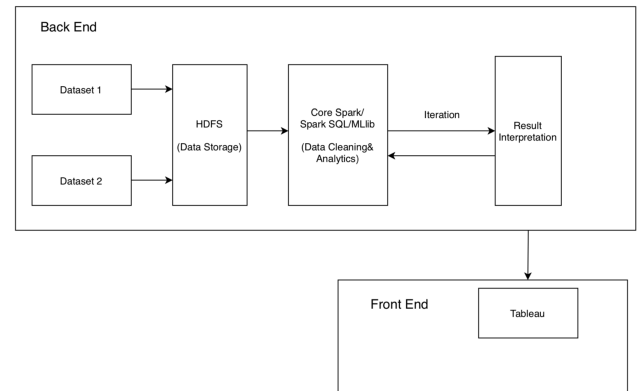 Back End
Dataset 1
Dataset 2
HDFS
(Data Storage)
Core Spark/
Spark SQL/MLlib
(Data Cleaning&
Analytics)
Iteration
Result
Interpretation
Front End
Tableau